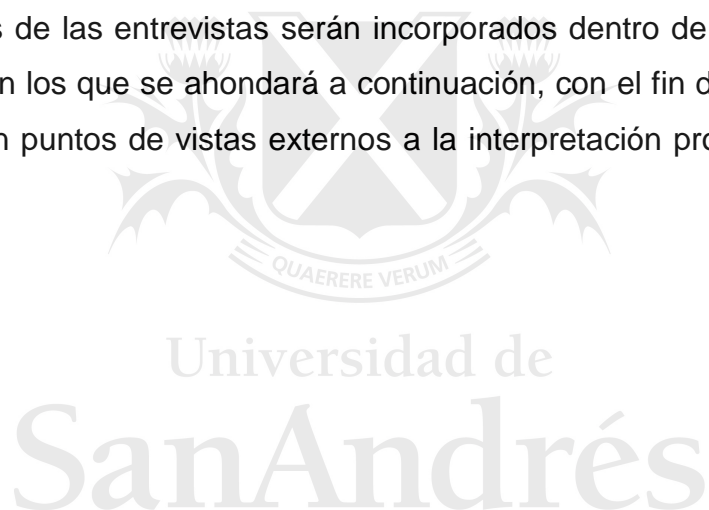 s de las entrevistas serán incorporados dentro de
n los que se ahondará a continuación, con el fin d
n puntos de vistas externos a la interpretación pro
QUAERERE VERUM
Universidad de
SanAndrés